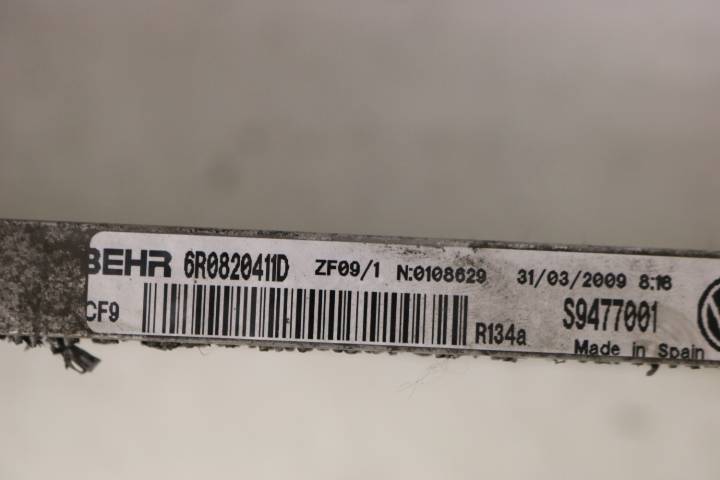 BEHR 6R0820411D ZF09/1 N:0108629 31/03/2009 8:16
CF9 S9477001
R134a Made in Spain